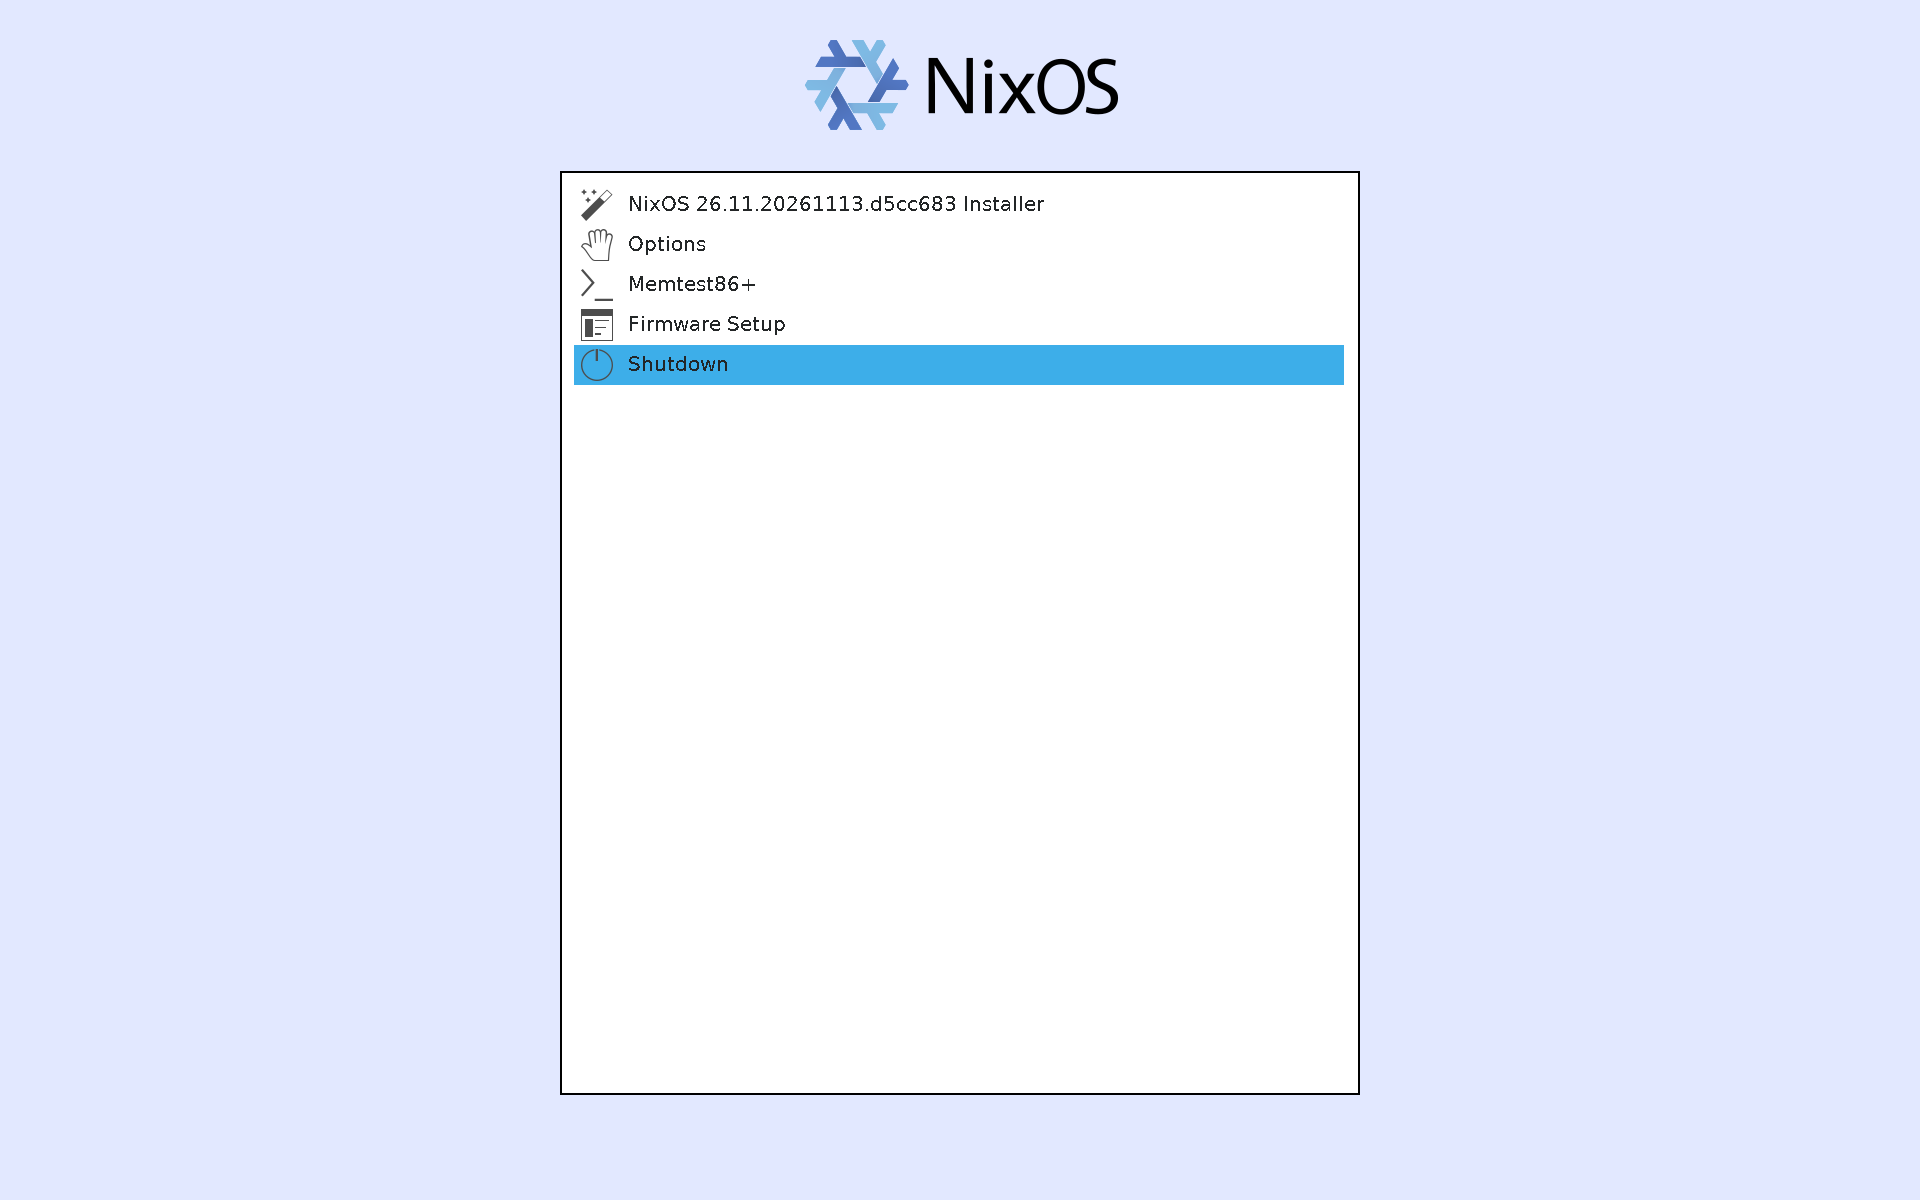 NixOS
NixOS 26.11.20261113.d5cc683 Installer
Options
Memtest86+
Firmware Setup
Shutdown